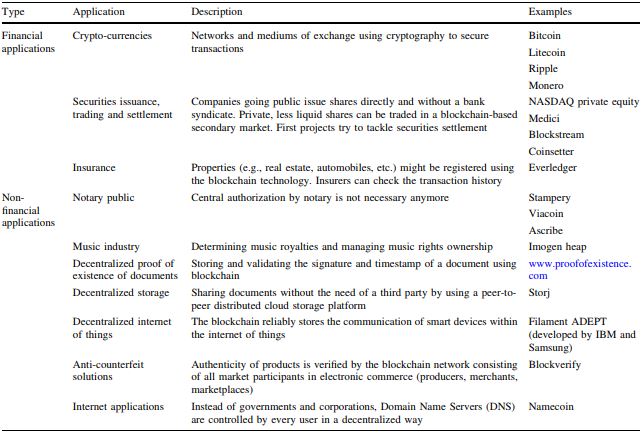 Type Application Description Examples
Financial Crypto-currencies Networks and mediums of exchange using cryptography to secure Bitcoin
applications transactions Litecoin
Ripple
Monero
Securities issuance, Companies going public issue shares directly and without a bank NASDAQ private equity
trading and settlement syndicate. Private, less liquid shares can be traded in a blockchain-based Medici
secondary market. First projects try to tackle securities settlement Blockstream
Coinsetter
Insurance Properties (e.g., real estate, automobiles, etc.) might be registered using Everledger
the blockchain technology. Insurers can check the transaction history
Non- Notary public Central authorization by notary is not necessary anymore Stampery
financial Viacoin
applications Ascribe
Music industry Determining music royalties and managing music rights ownership Imogen heap
Decentralized proof of Storing and validating the signature and timestamp of a document using www.proofofexistence.
existence of documents blockchain com
Decentralized storage Sharing documents without the need of a third party by using a peer-to- Storj
peer distributed cloud storage platform
Decentralized internet The blockchain reliably stores the communication of smart devices within Filament ADEPT
of things the internet of things (developed by IBM and
Samsung)
Anti-counterfeit Authenticity of products is verified by the blockchain network consisting Blockverify
solutions of all market participants in electronic commerce (producers, merchants,
marketplaces)
Internet applications Instead of governments and corporations, Domain Name Servers (DNS) Namecoin
are controlled by every user in a decentralized way